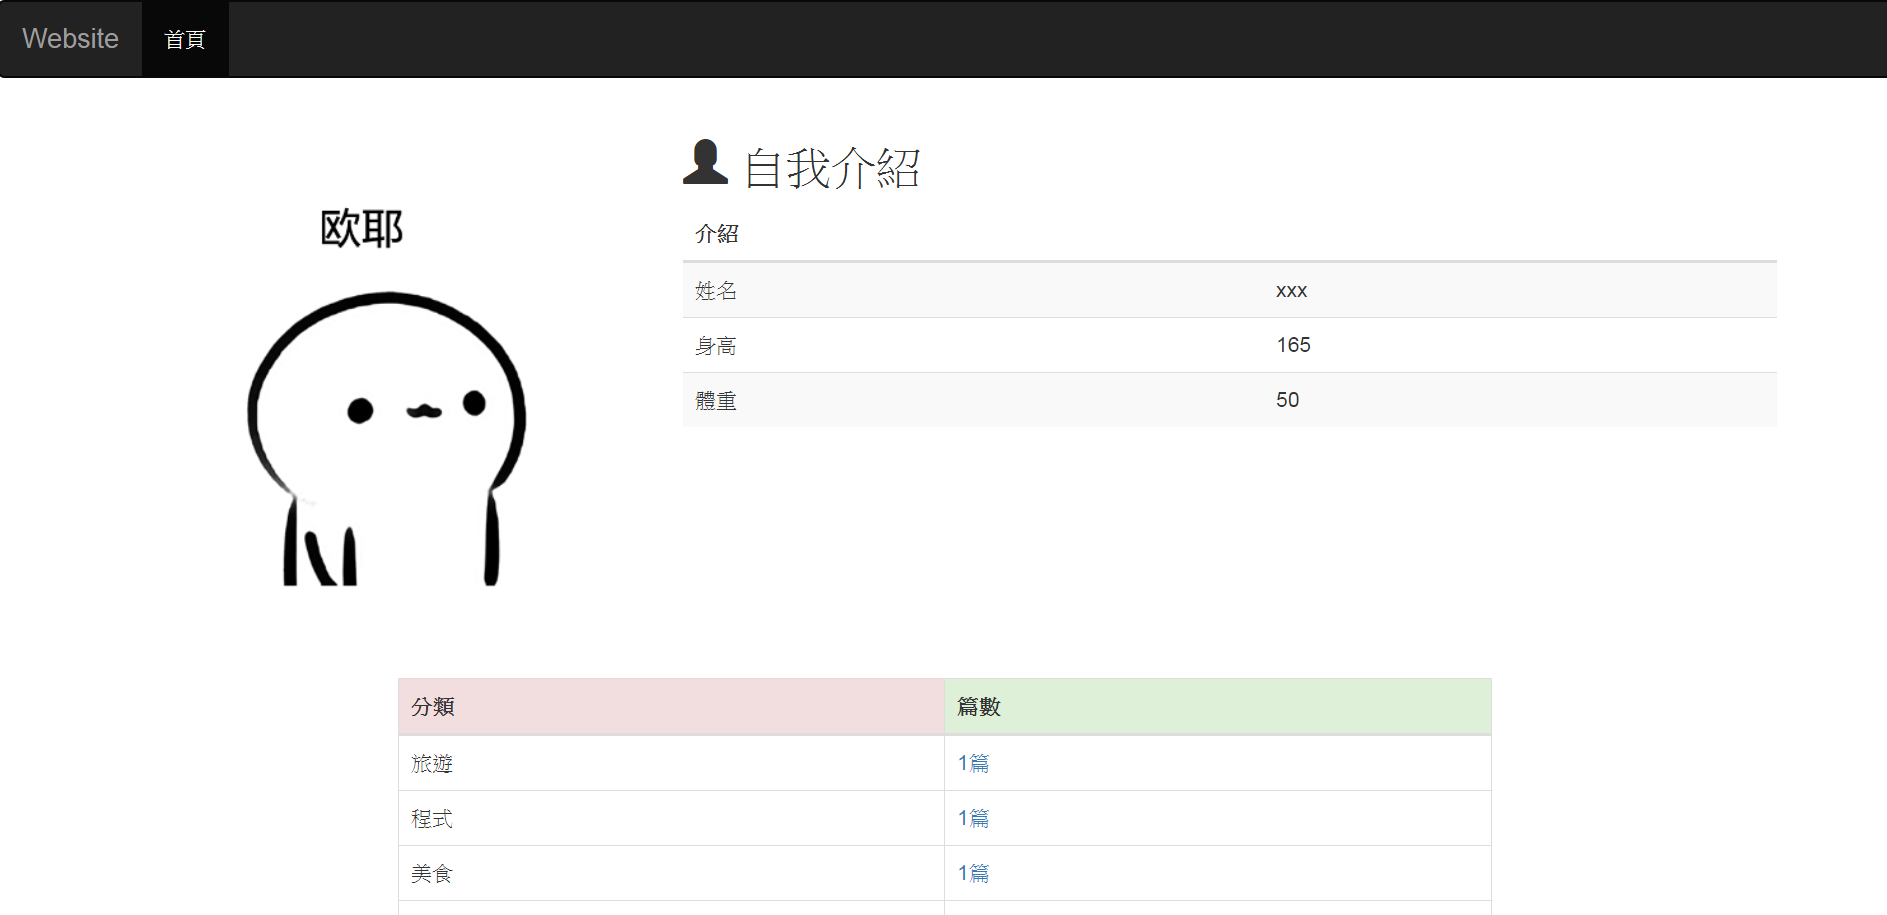 Website 首頁
欧耶
自我介紹
介紹
姓名 xxx
身高 165
體重 50
分類 篇數
旅遊 1篇
程式 1篇
美食 1篇